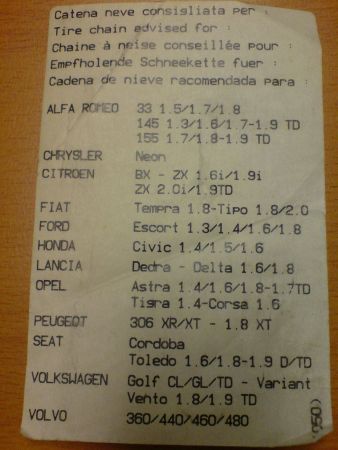 Catena neve consigliata per :
Tire chain advised for :
Chaine à neige conseillée pour :
Empfholende Schneekette fuer :
Cadena de nieve racomendada para :
ALFA ROMEO 33 1.5/1.7/1.8
145 1.3/1.6/1.7-1.9 TD
155 1.7/1.8-1.9 TD
CHRYSLER Neon
CITROEN BX - ZX 1.6i/1.9i
ZX 2.0i/1.9TD
FIAT Tempra 1.8-Tipo 1.8/2.0
FORD Escort 1.3/1.4/1.6/1.8
HONDA Civic 1.4/1.5/1.6
LANCIA Dedra - Delta 1.6/1.8
OPEL Astra 1.4/1.6/1.8-1.7TD
Tigra 1.4-Corsa 1.6
PEUGEOT 306 XR/XT - 1.8 XT
SEAT Cordoba
Toledo 1.6/1.8-1.9 D/TD
VOLKSWAGEN Golf CL/GL/TD - Variant
Vento 1.8/1.9 TD
VOLVO 360/440/460/480